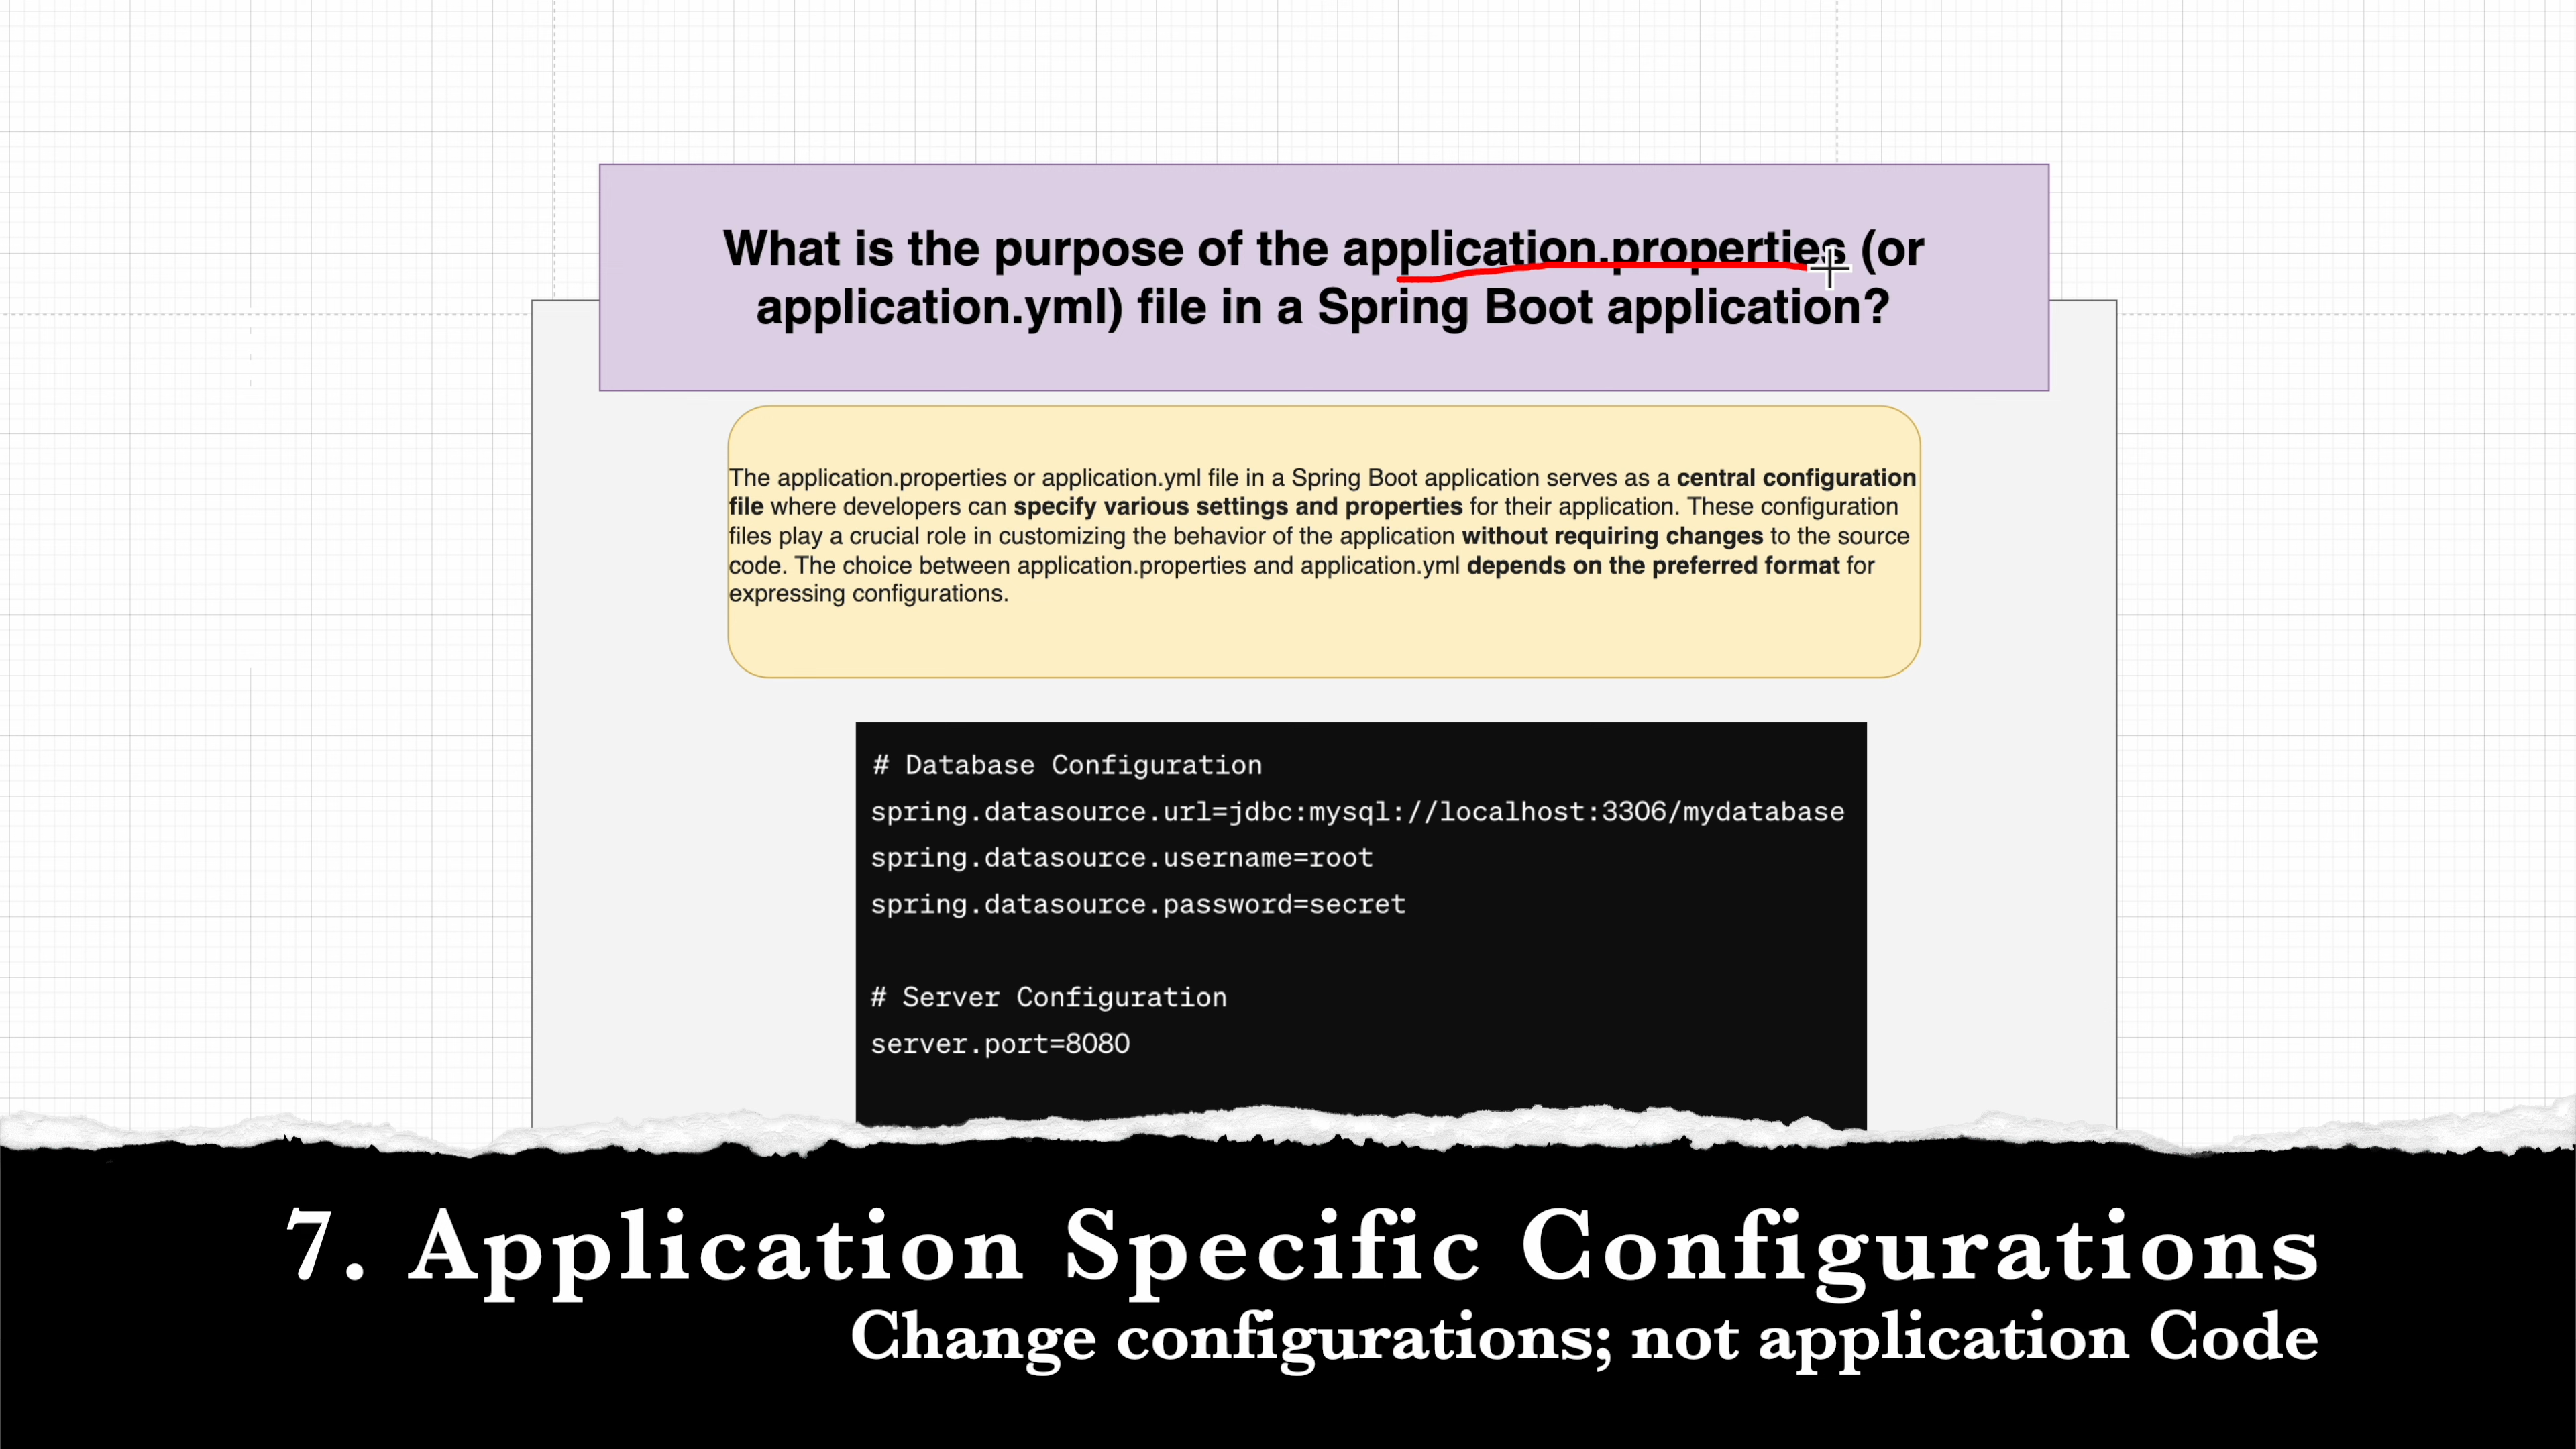 What is the purpose of the application.properties (or
application.yml) file in a Spring Boot application?
The application.properties or application.yml file in a Spring Boot application serves as a central configuration
file where developers can specify various settings and properties for their application. These configuration
files play a crucial role in customizing the behavior of the application without requiring changes to the source
code. The choice between application.properties and application.yml depends on the preferred format for
expressing configurations.
# Database Configuration
spring.datasource.url=jdbc:mysql://localhost:3306/mydatabase
spring.datasource.username=root
spring.datasource.password=secret
# Server Configuration
server.port=8080
7. Application Specific Configurations
Change configurations; not application Code